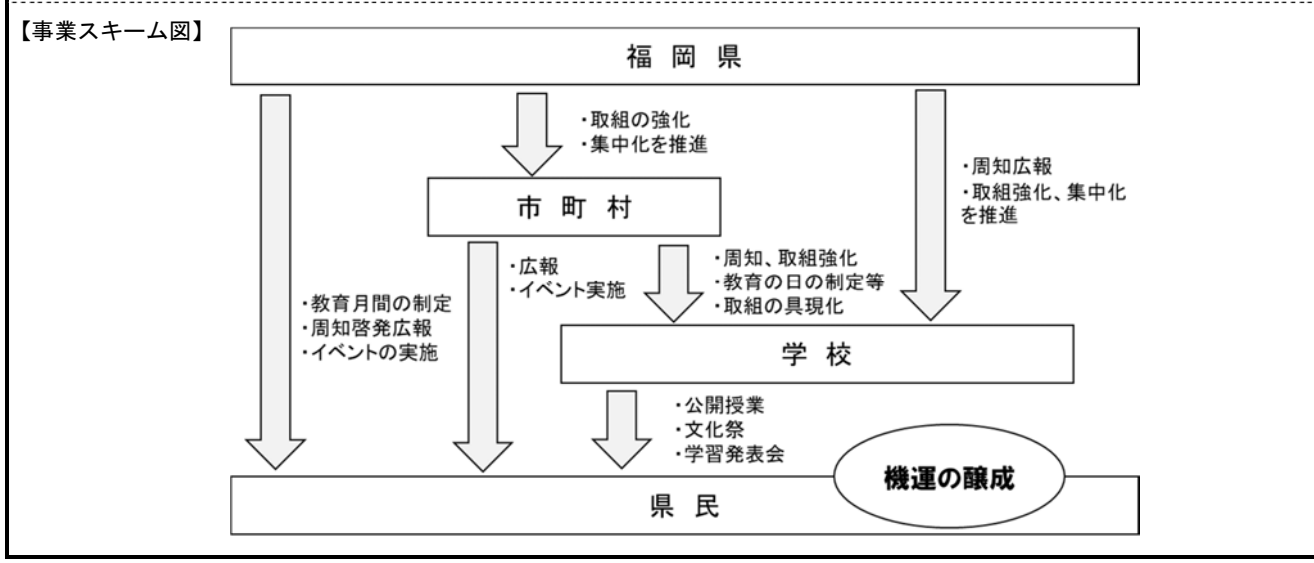 【事業スキーム図】
福 岡 県
・取組の強化
・集中化を推進
・周知広報
・取組強化、集中化
を推進
市 町 村
・教育月間の制定
・周知啓発広報
・イベントの実施
・広報
・イベント実施
・周知、取組強化
・教育の日の制定等
・取組の具現化
学 校
・公開授業
・文化祭
・学習発表会
機運の醸成
県 民